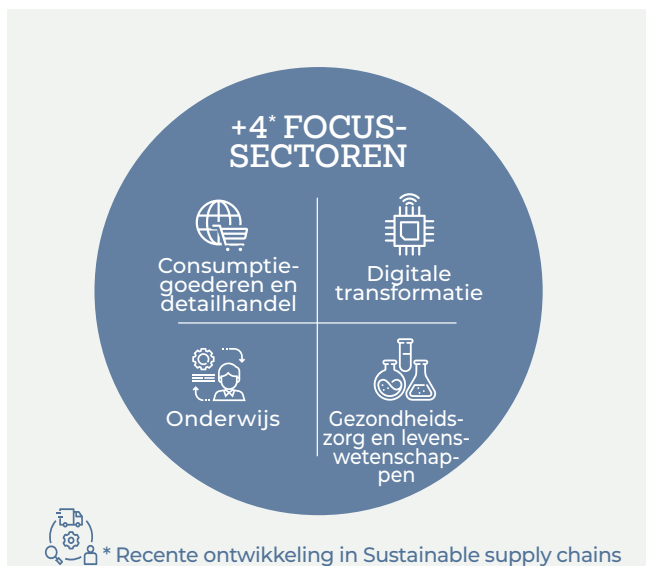 +4* FOCUS-
SECTOREN
Consumptie-
goederen en
detailhandel
Digitale
transformatie
Onderwijs
Gezondheids-
zorg en levens-
wetenschap-
pen
* Recente ontwikkeling in Sustainable supply chains